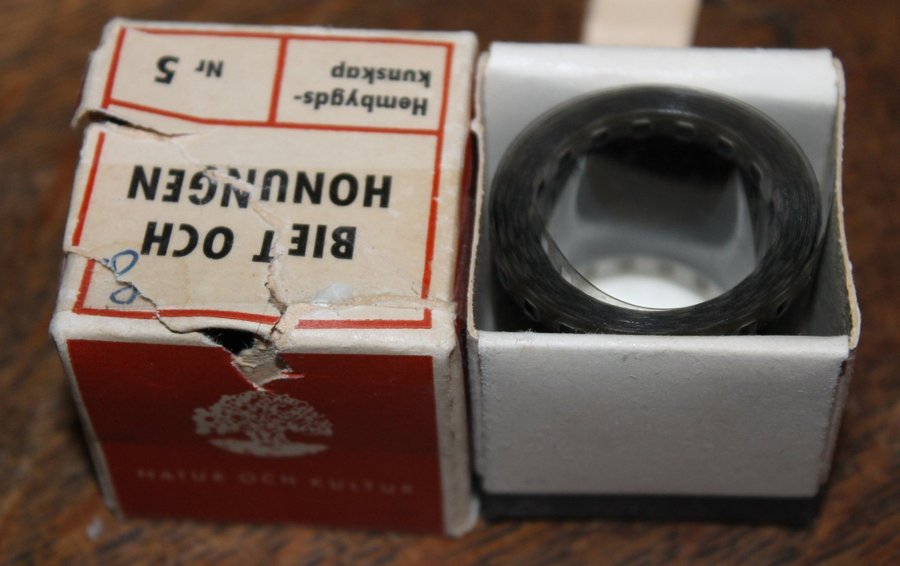 Hembygds-
kunskap
Nr 5
BIET OCH
HONUNGEN
NATUR OCH KULTUR